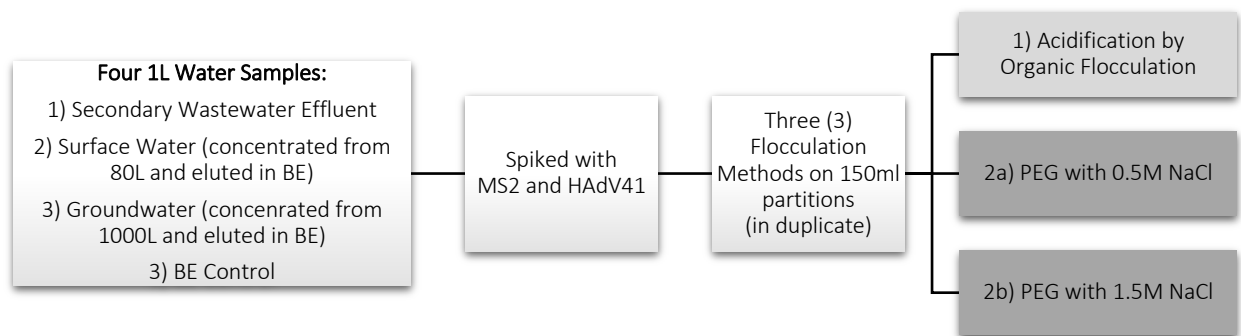 Four 1L Water Samples:
1) Secondary Wastewater Effluent
2) Surface Water (concentrated from
80L and eluted in BE)
3) Groundwater (concenrated from
1000L and eluted in BE)
3) BE Control
Spiked with
MS2 and HAdV41
Three (3)
Flocculation
Methods on 150ml
partitions
(in duplicate)
1) Acidification by
Organic Flocculation
2a) PEG with 0.5M NaCl
2b) PEG with 1.5M NaCl